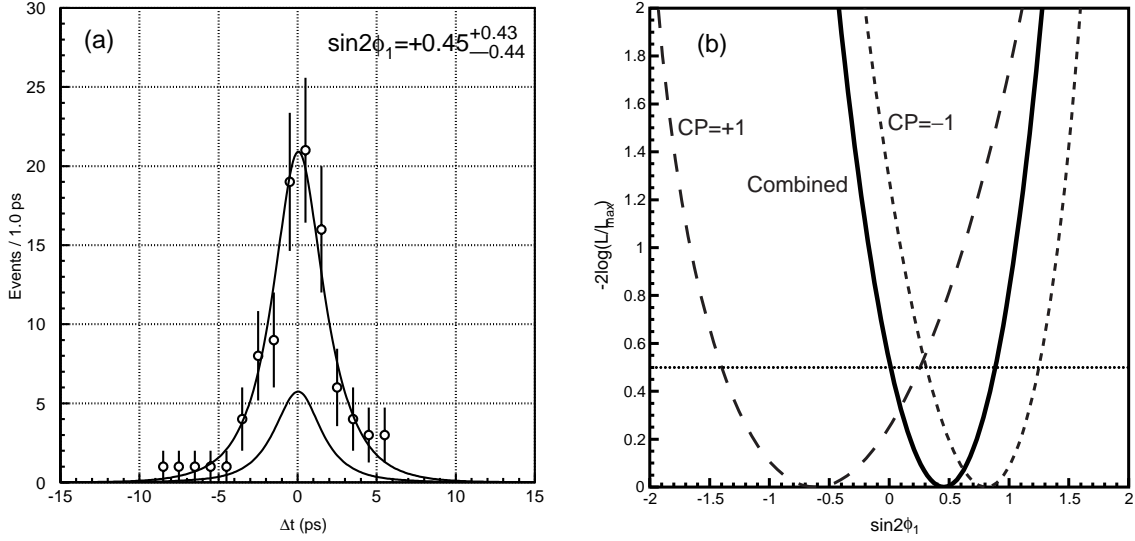 (a)
sin2ϕ₁=+0.45 +0.43 —0.44
Events / 1.0 ps
30
25
20
15
10
5
0
-15 -10 -5 0 5 10 15
Δt (ps)
(b)
CP=+1
CP=−1
Combined
-2log(L/L_max)
2
1.8
1.6
1.4
1.2
1
0.8
0.6
0.4
0.2
0
-2 -1.5 -1 -0.5 0 0.5 1 1.5 2
sin2ϕ₁